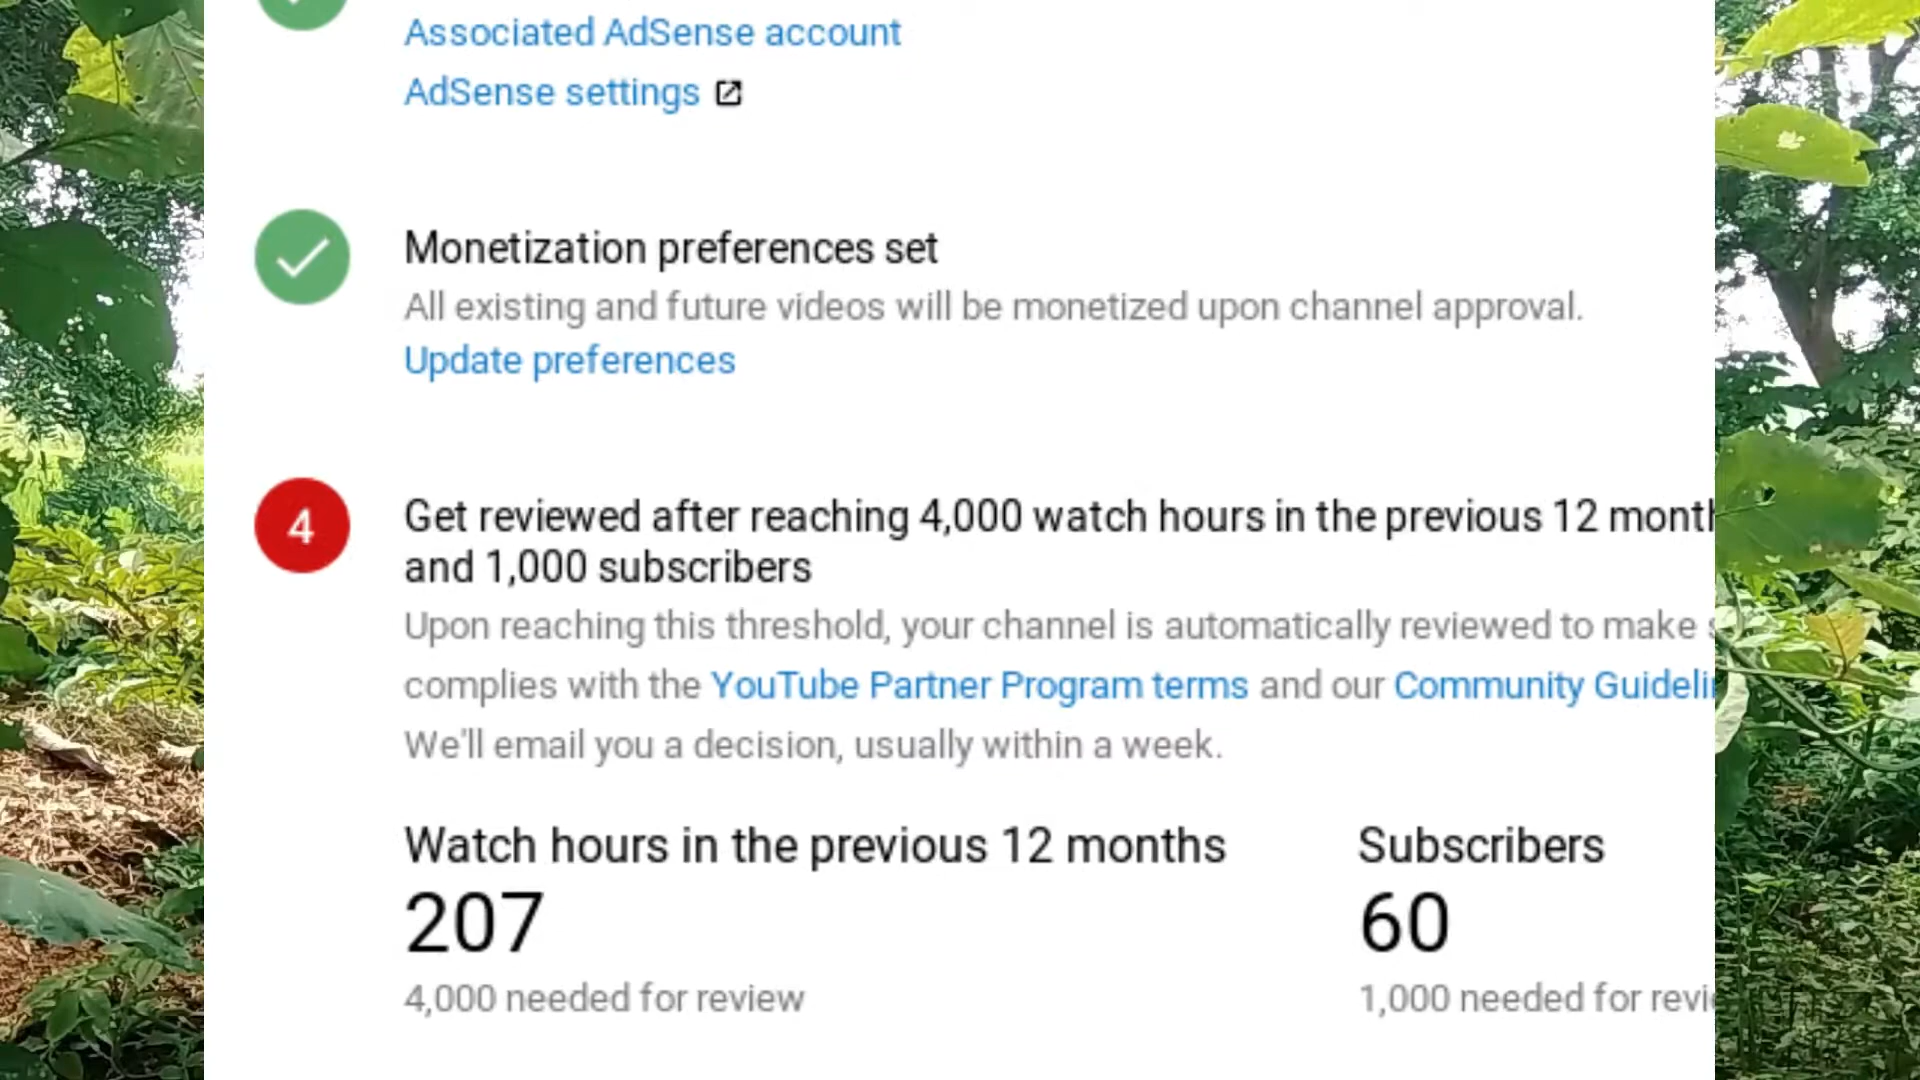 Associated AdSense account
AdSense settings
Monetization preferences set
All existing and future videos will be monetized upon channel approval.
Update preferences
4
Get reviewed after reaching 4,000 watch hours in the previous 12 month
and 1,000 subscribers
Upon reaching this threshold, your channel is automatically reviewed to make
complies with the YouTube Partner Program terms and our Community Guideli
We'll email you a decision, usually within a week.
Watch hours in the previous 12 months
Subscribers
207
60
4,000 needed for review
1,000 needed for revi